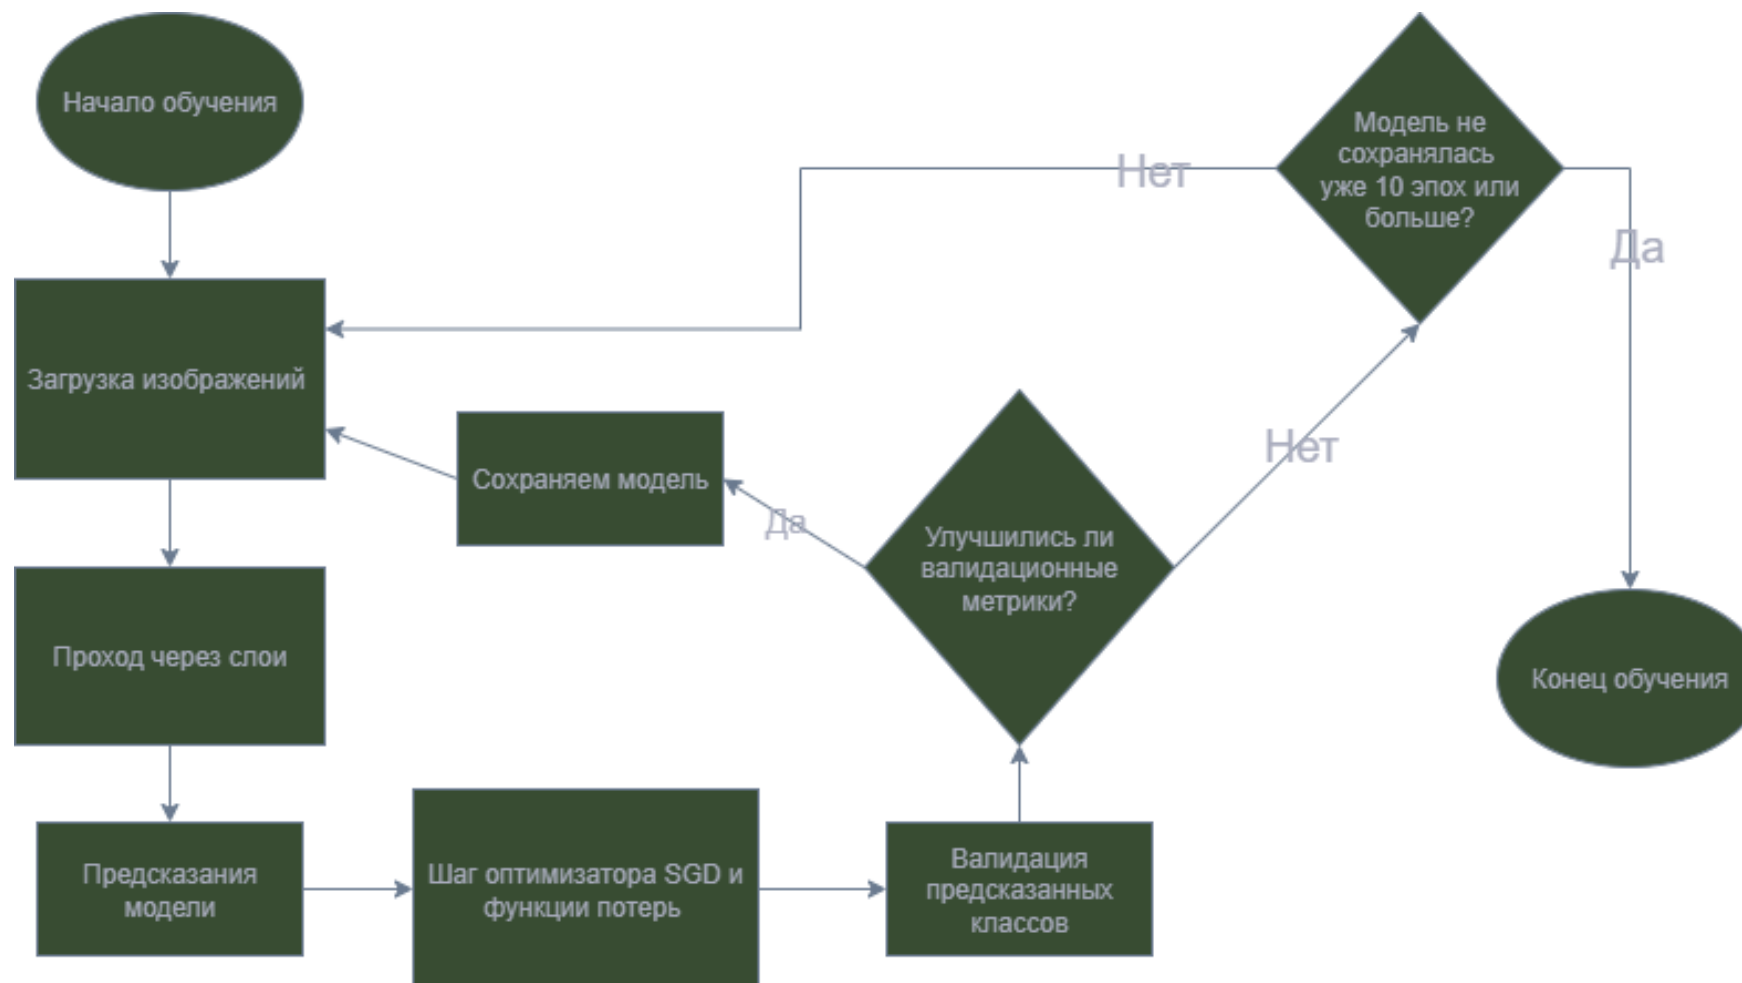 Начало обучения
Загрузка изображений
Проход через слои
Предсказания
модели
Шаг оптимизатора SGD и
функции потерь
Валидация
предсказанных
классов
Улучшились ли
валидационные
метрики?
Да
Сохраняем модель
Нет
Модель не
сохранялась
уже 10 эпох или
больше?
Нет
Да
Конец обучения